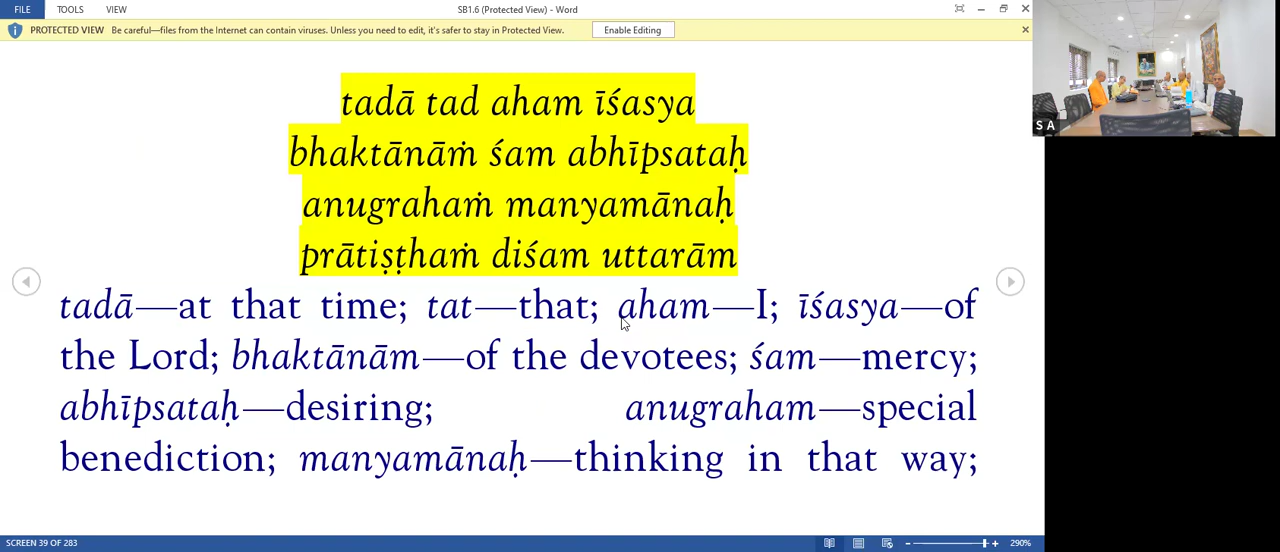 FILE TOOLS VIEW
SB1.6 (Protected View) - Word
PROTECTED VIEW Be careful—files from the Internet can contain viruses. Unless you need to edit, it's safer to stay in Protected View. Enable Editing
tadā tad aham īśasya
bhaktānāṁ śam abhīpsataḥ
anugrahaṁ manyamānaḥ
prātiṣṭhaṁ diśam uttarām
tadā—at that time; tat—that; aham—I; īśasya—of
the Lord; bhaktānām—of the devotees; śam—mercy;
abhīpsataḥ—desiring; anugraham—special
benediction; manyamānaḥ—thinking in that way;
S A
SCREEN 39 OF 283
290%